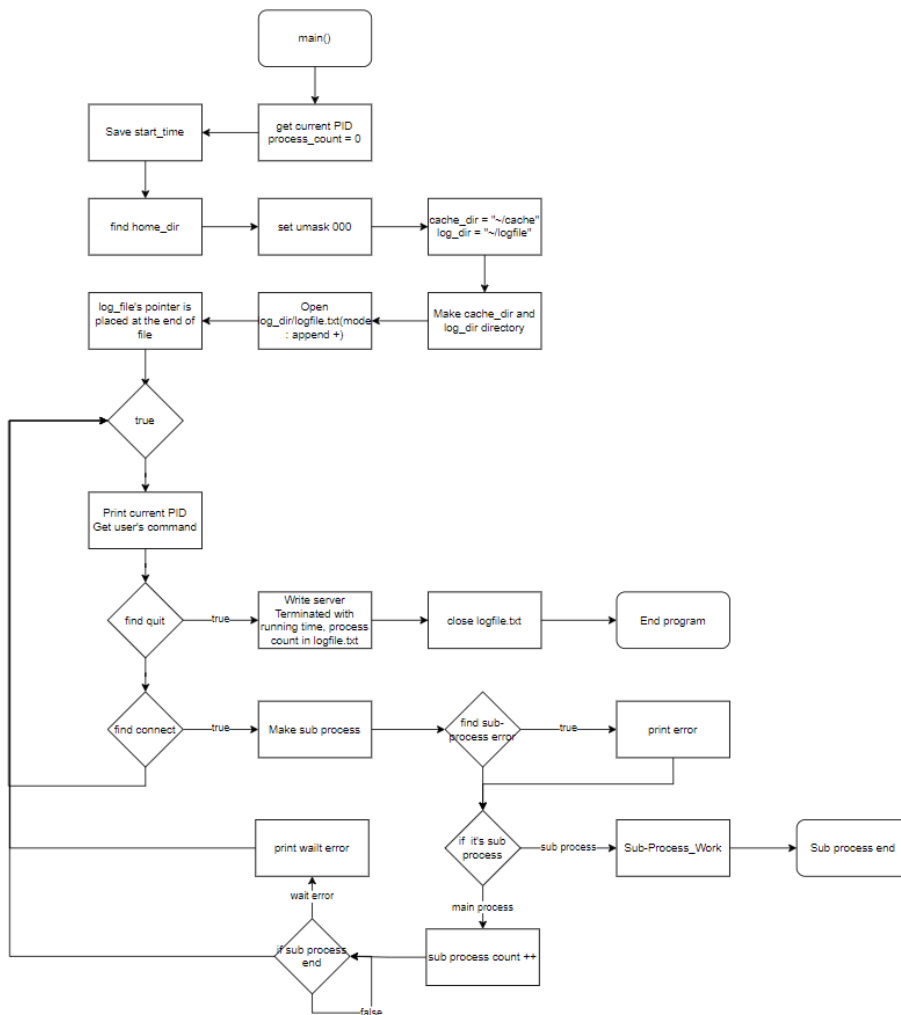 main()
get current PID
process_count = 0
Save start_time
find home_dir
set umask 000
cache_dir = "~/cache"
log_dir = "~/logfile"
Make cache_dir and
log_dir directory
Open
og_dir/logfile.txt(mode
: append +)
log_file's pointer is
placed at the end of
file
true
Print current PID
Get user's command
find quit
true
Write server
Terminated with
running time, process
count in logfile.txt
close logfile.txt
End program
find connect
true
Make sub process
find sub-
process error
true
print error
if it's sub
process
sub process
Sub-Process_Work
Sub process end
main process
sub process count ++
if sub process
end
false
wait error
print wailt error